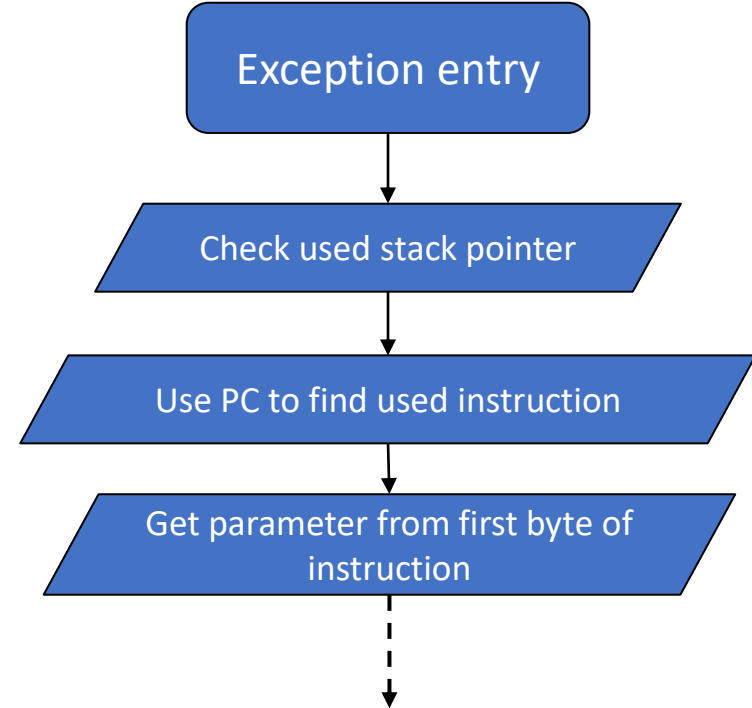 Exception entry
Check used stack pointer
Use PC to find used instruction
Get parameter from first byte of
instruction